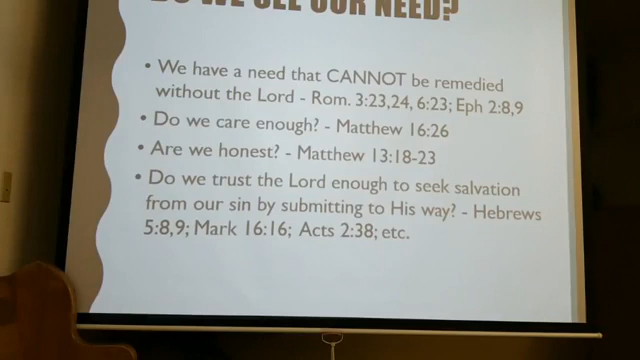 DO WE SEE OUR NEED?
• We have a need that CANNOT be remedied
without the Lord - Rom. 3:23,24, 6:23; Eph 2:8,9
• Do we care enough? - Matthew 16:26
• Are we honest? - Matthew 13:18-23
• Do we trust the Lord enough to seek salvation
from our sin by submitting to His way? - Hebrews
5:8,9; Mark 16:16; Acts 2:38; etc.